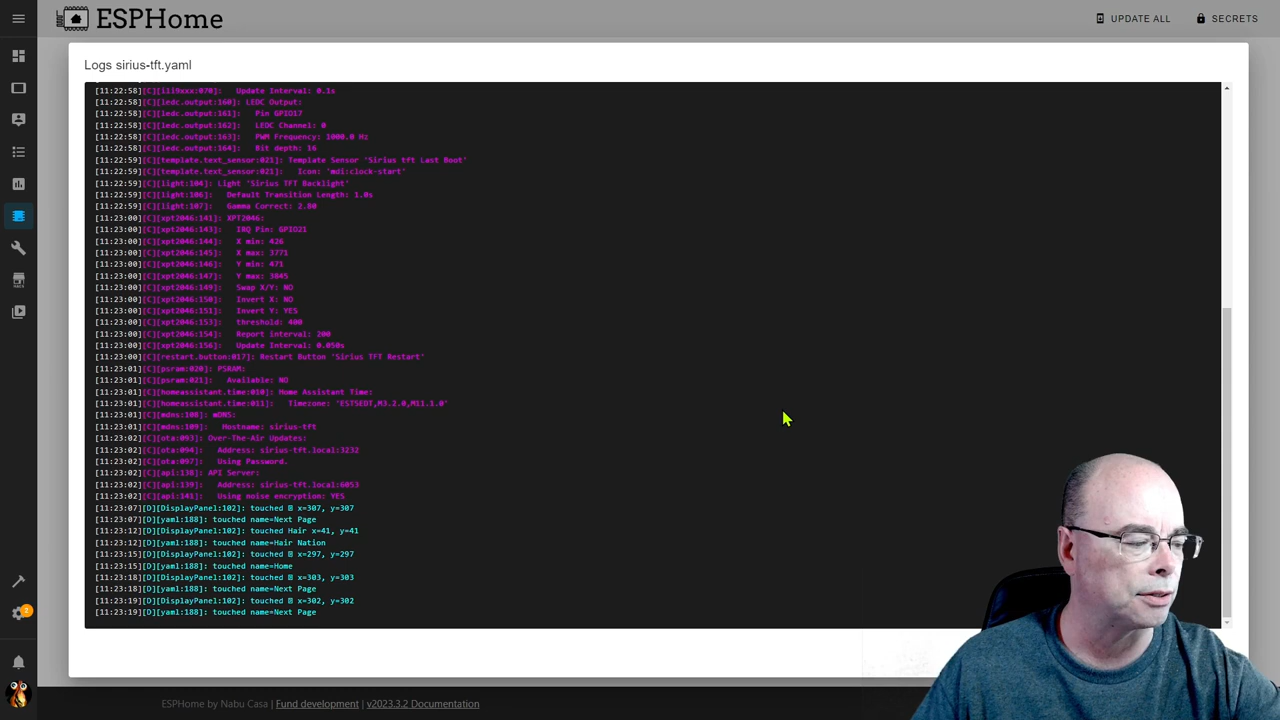 ESPHome
UPDATE ALL
SECRETS
Logs sirius-tft.yaml
[11:22:58][C][ili9xxx:070]: Update Interval: 0.1s
[11:22:58][C][ledc.output:160]: LEDC Output:
[11:22:58][C][ledc.output:161]: Pin GPIO17
[11:22:58][C][ledc.output:162]: LEDC Channel: 0
[11:22:58][C][ledc.output:163]: PWM Frequency: 1000.0 Hz
[11:22:58][C][ledc.output:164]: Bit depth: 16
[11:22:59][C][template.text_sensor:021]: Template Sensor 'Sirius tft Last Boot'
[11:22:59][C][template.text_sensor:021]: Icon: 'mdi:clock-start'
[11:22:59][C][light:104]: Light 'Sirius TFT Backlight'
[11:22:59][C][light:106]: Default Transition Length: 1.0s
[11:22:59][C][light:107]: Gamma Correct: 2.80
[11:23:00][C][xpt2046:141]: XPT2046:
[11:23:00][C][xpt2046:143]: IRQ Pin: GPIO21
[11:23:00][C][xpt2046:144]: X min: 426
[11:23:00][C][xpt2046:145]: X max: 3771
[11:23:00][C][xpt2046:146]: Y min: 471
[11:23:00][C][xpt2046:147]: Y max: 3845
[11:23:00][C][xpt2046:149]: Swap X/Y: NO
[11:23:00][C][xpt2046:150]: Invert X: NO
[11:23:00][C][xpt2046:151]: Invert Y: YES
[11:23:00][C][xpt2046:153]: threshold: 400
[11:23:00][C][xpt2046:154]: Report interval: 200
[11:23:00][C][xpt2046:156]: Update Interval: 0.050s
[11:23:00][C][restart.button:017]: Restart Button 'Sirius TFT Restart'
[11:23:01][C][psram:020]: PSRAM:
[11:23:01][C][psram:021]: Available: NO
[11:23:01][C][homeassistant.time:010]: Home Assistant Time:
[11:23:01][C][homeassistant.time:011]: Timezone: 'EST5EDT,M3.2.0,M11.1.0'
[11:23:01][C][mdns:108]: mDNS:
[11:23:01][C][mdns:109]: Hostname: sirius-tft
[11:23:02][C][ota:093]: Over-The-Air Updates:
[11:23:02][C][ota:094]: Address: sirius-tft.local:3232
[11:23:02][C][ota:097]: Using Password.
[11:23:02][C][api:138]: API Server:
[11:23:02][C][api:139]: Address: sirius-tft.local:6053
[11:23:02][C][api:141]: Using noise encryption: YES
[11:23:07][D][DisplayPanel:102]: touched x=307, y=307
[11:23:07][D][yaml:188]: touched name=Next Page
[11:23:12][D][DisplayPanel:102]: touched Hair x=41, y=41
[11:23:12][D][yaml:188]: touched name=Hair Nation
[11:23:15][D][DisplayPanel:102]: touched x=297, y=297
[11:23:15][D][yaml:188]: touched name=Home
[11:23:18][D][DisplayPanel:102]: touched x=303, y=303
[11:23:18][D][yaml:188]: touched name=Next Page
[11:23:19][D][DisplayPanel:102]: touched x=302, y=302
[11:23:19][D][yaml:188]: touched name=Next Page
2
ESPHome by Nabu Casa | Fund development | v2023.3.2 Documentation